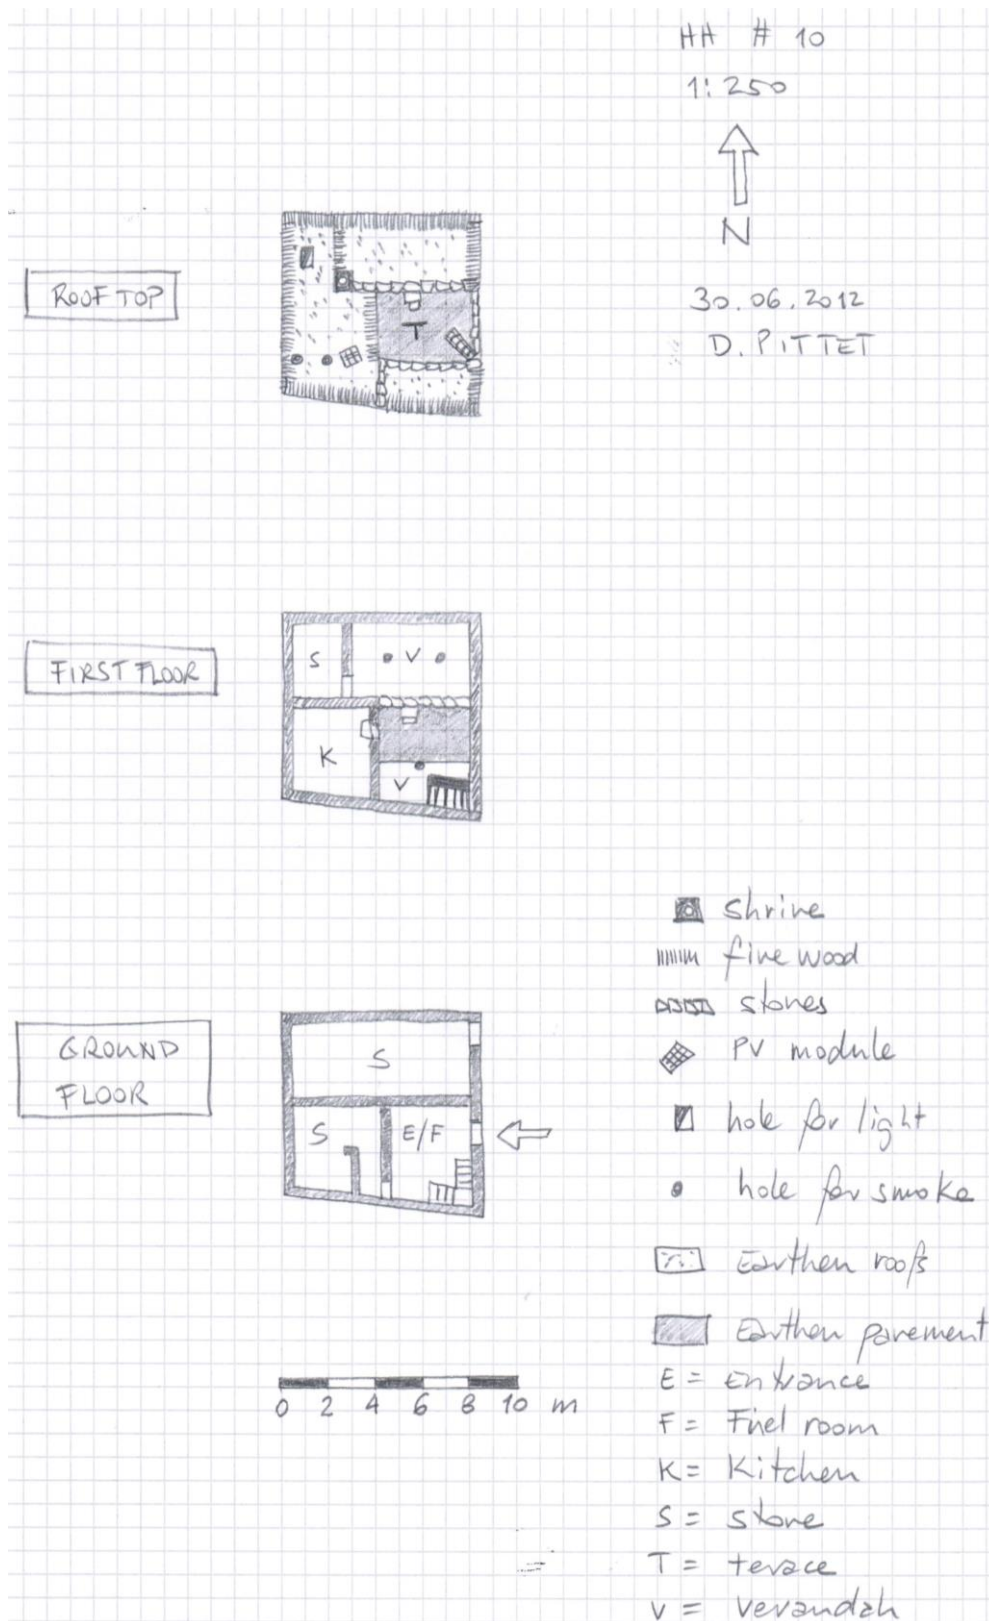 HH # 10
1:250
N
30.06.2012
D. PITTET
ROOF TOP
T
FIRST FLOOR
S V
K
V
GROUND FLOOR
S
S E/F
0 2 4 6 8 10 m
shrine
fire wood
stones
PV module
hole for light
hole for smoke
Earthen roofs
Earthen pavement
E = Entrance
F = Fuel room
K = Kitchen
S = store
T = terace
V = verandah